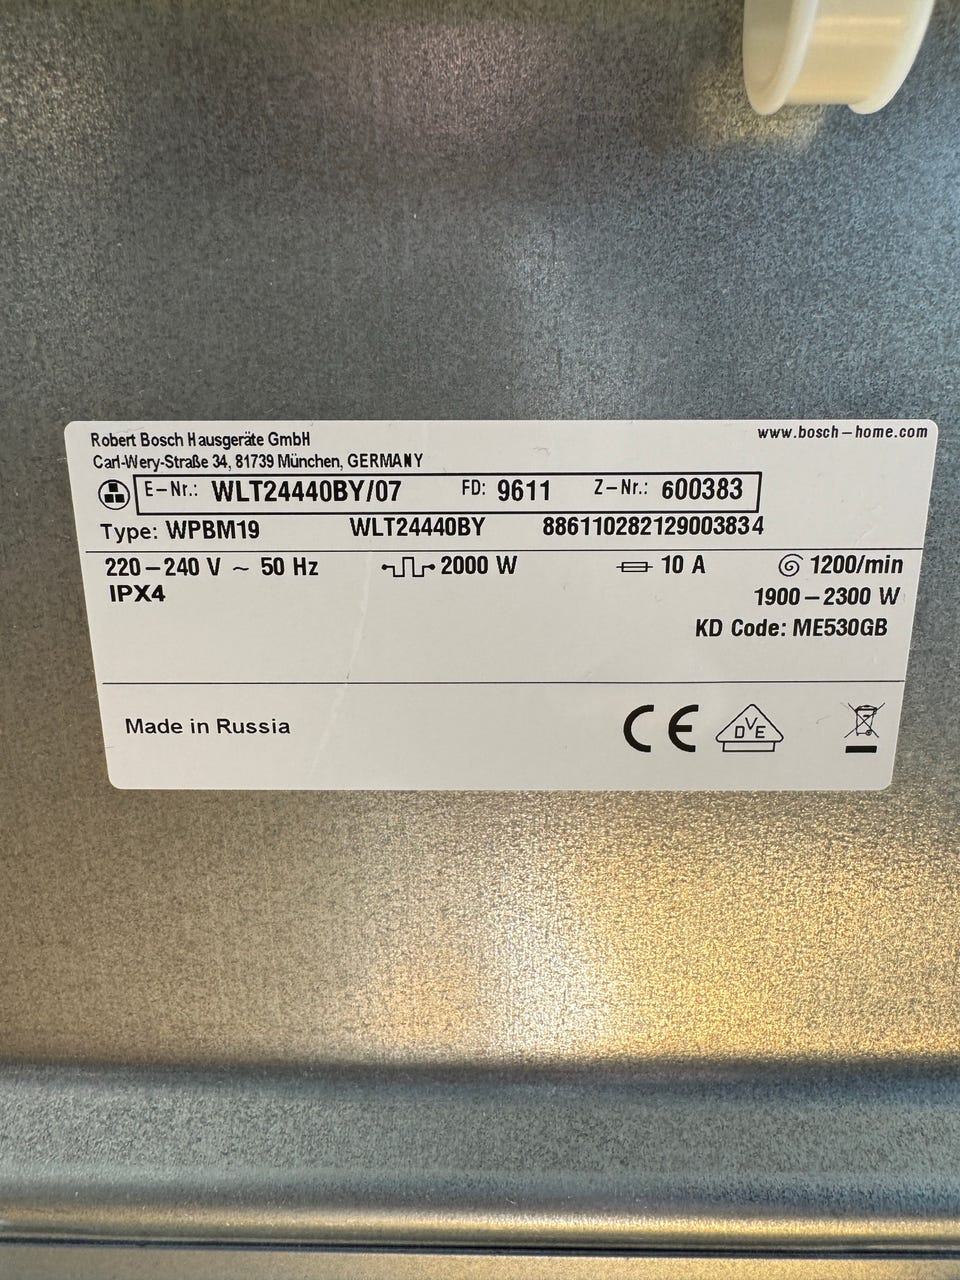 Robert Bosch Hausgeräte GmbH
www.bosch-home.com
Carl-Wery-Straße 34, 81739 München, GERMANY
E-Nr.: WLT24440BY/07 FD: 9611 Z-Nr.: 600383
Type: WPBM19 WLT24440BY 886110282129003834
220-240 V ~ 50 Hz 2000 W 10 A 1200/min
IPX4 1900-2300 W
KD Code: ME530GB
Made in Russia CE DVE